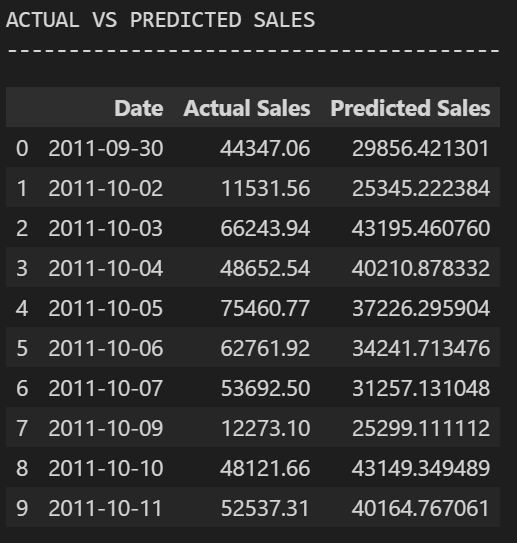 ACTUAL VS PREDICTED SALES
----------------------------------------
Date Actual Sales Predicted Sales
0 2011-09-30 44347.06 29856.421301
1 2011-10-02 11531.56 25345.222384
2 2011-10-03 66243.94 43195.460760
3 2011-10-04 48652.54 40210.878332
4 2011-10-05 75460.77 37226.295904
5 2011-10-06 62761.92 34241.713476
6 2011-10-07 53692.50 31257.131048
7 2011-10-09 12273.10 25299.111112
8 2011-10-10 48121.66 43149.349489
9 2011-10-11 52537.31 40164.767061